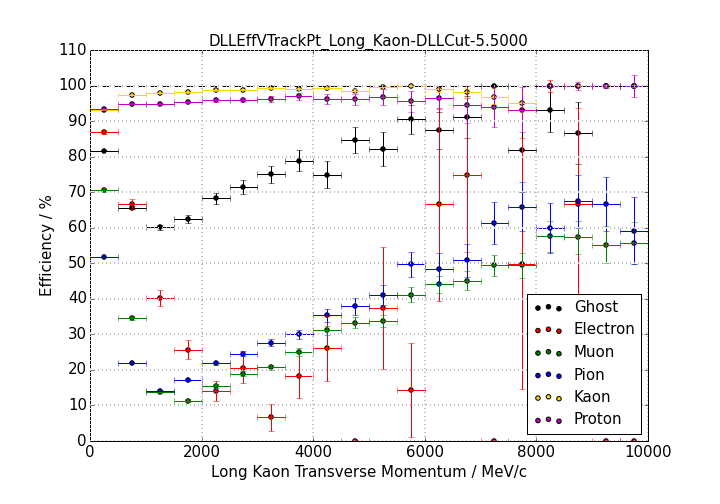 DLLEffVTrackPt_Long_Kaon-DLLCut-5.5000
110
100
90
80
70
60
50
40
30
20
10
0
Efficiency / %
0 2000 4000 6000 8000 10000
Long Kaon Transverse Momentum / MeV/c
Ghost
Electron
Muon
Pion
Kaon
Proton